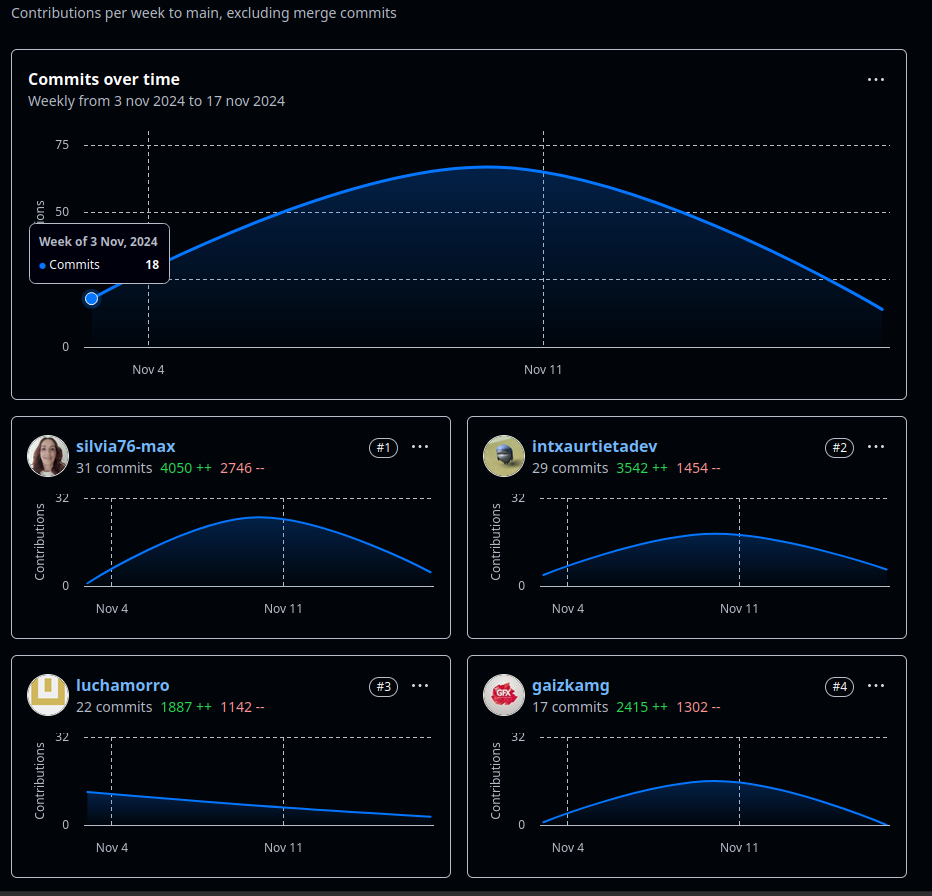 Contributions per week to main, excluding merge commits
Commits over time
Weekly from 3 nov 2024 to 17 nov 2024
75
50
ons
Week of 3 Nov, 2024
Commits 18
0
Nov 4 Nov 11
silvia76-max #1
31 commits 4050 ++ 2746 --
32
Contributions
0
Nov 4 Nov 11
intxaurtietadev #2
29 commits 3542 ++ 1454 --
32
Contributions
0
Nov 4 Nov 11
luchamorro #3
22 commits 1887 ++ 1142 --
32
Contributions
0
Nov 4 Nov 11
GFX
gaizkamg #4
17 commits 2415 ++ 1302 --
32
Contributions
0
Nov 4 Nov 11